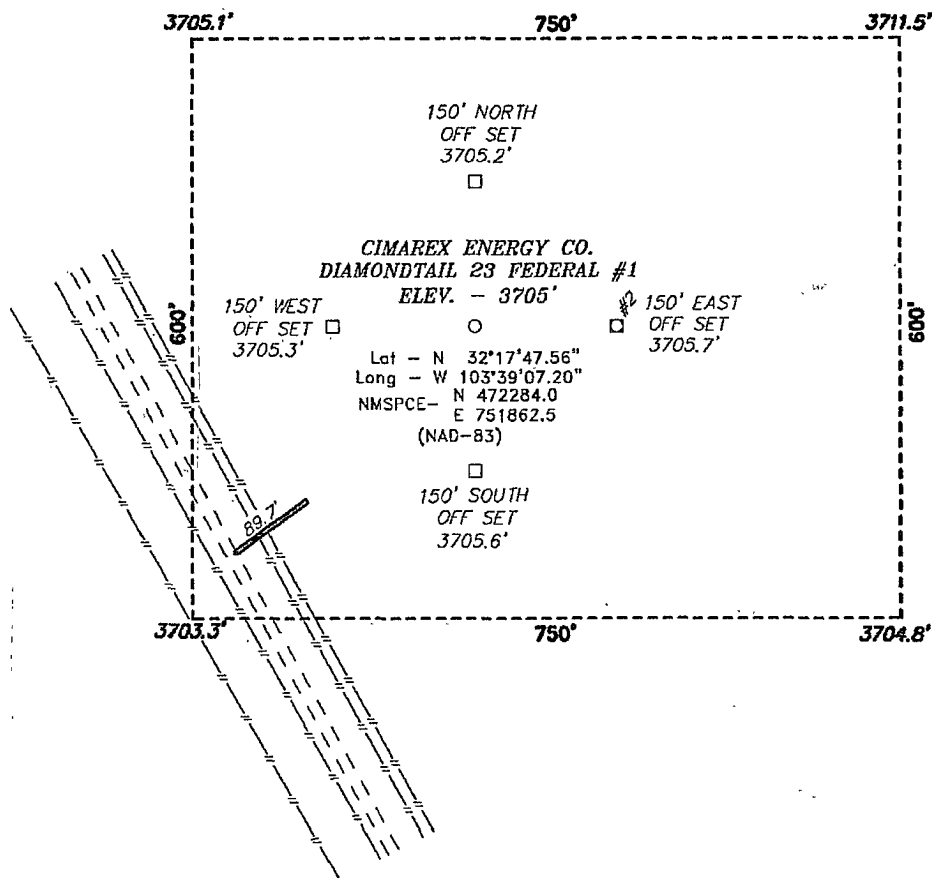 3705.1' 750' 3711.5'
150' NORTH
OFF SET
3705.2'
CIMAREX ENERGY CO.
DIAMONDTAIL 23 FEDERAL #1
ELEV. - 3705'
600'
150' WEST
OFF SET
3705.3'
#2
150' EAST
OFF SET
3705.7'
600'
Lat - N 32°17'47.56"
Long - W 103°39'07.20"
NMSPCE- N 472284.0
E 751862.5
(NAD-83)
150' SOUTH
OFF SET
3705.6'
89.7'
3703.3' 750' 3704.8'